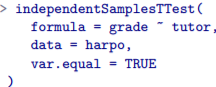 > independentSamplesTTest(
formula = grade ~ tutor,
data = harpo,
var.equal = TRUE
)